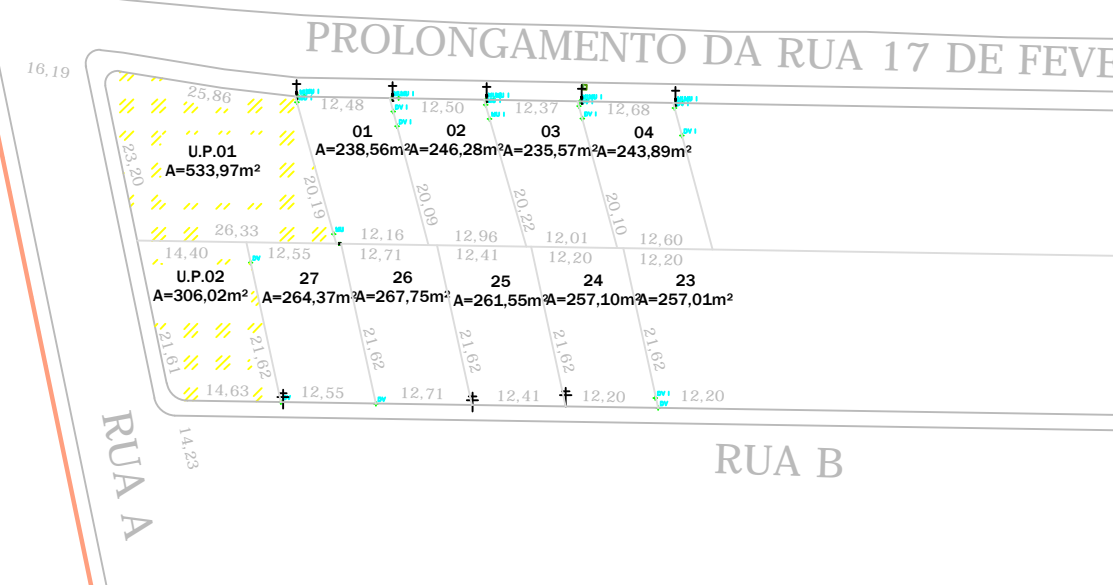 PROLONGAMENTO DA RUA 17 DE FEVE
16,19
25,86
12,48
12,50
12,37
12,68
01
A=238,56m²
02
A=246,28m²
03
A=235,57m²
04
A=243,89m²
U.P.01
A=533,97m²
23,20
20,19
20,09
20,22
20,10
26,33
12,16
12,96
12,01
12,60
14,40
12,55
12,71
12,41
12,20
12,20
U.P.02
A=306,02m²
27
A=264,37m²
26
A=267,75m²
25
A=261,55m²
24
A=257,10m²
23
A=257,01m²
21,61
21,62
21,62
21,62
21,62
21,62
14,63
12,55
12,71
12,41
12,20
12,20
14,23
RUA A
RUA B